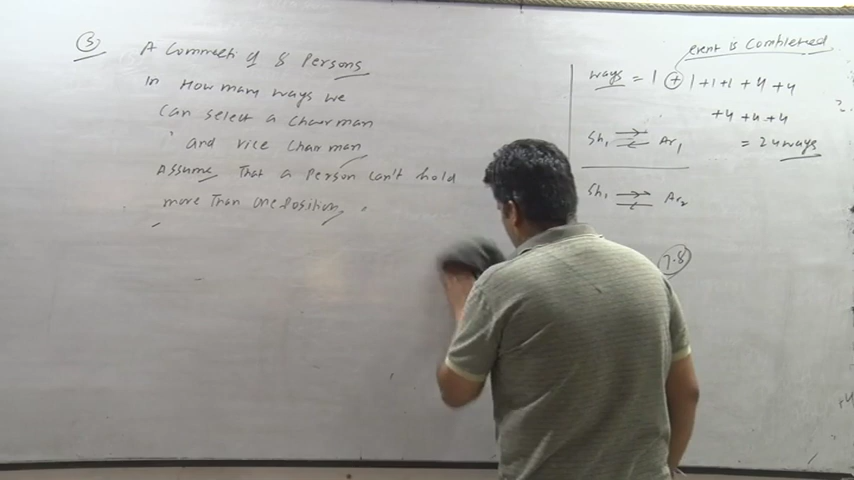 (3) A Committi of 8 Persons
In How many ways we
Can select a Chairman
and vice Chairman
Assume That a Person can't hold
more Than one Position
event is Completed
ways = 1 + 1+1+1 +4 +4
+4 +4 +4
= 24 ways
Sh1 Ar1
Sh1 Ar2
7.8